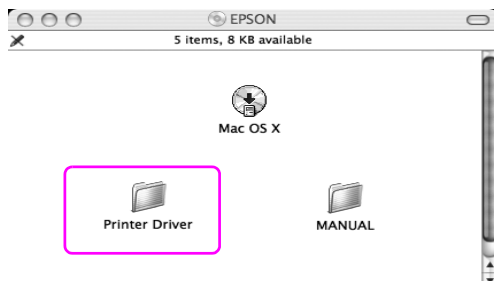 EPSON
5 items, 8 KB available
Mac OS X
Printer Driver
MANUAL